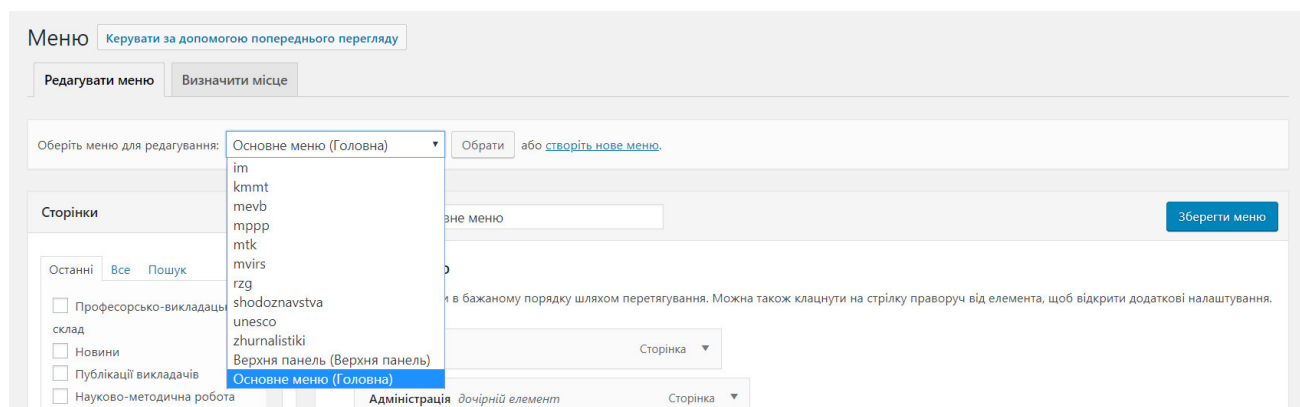 Меню Керувати за допомогою попереднього перегляду
Редагувати меню Визначити місце
Оберіть меню для редагування: Основне меню (Головна) Обрати або створіть нове меню.
im
kmmt
mevb
mppp
mtk
mvirs
rzg
shodoznavstva
unesco
zhurnalistiki
Верхня панель (Верхня панель)
Основне меню (Головна)
Сторінки вне меню Зберегти меню
Останні Все Пошук
в бажаному порядку шляхом перетягування. Можна також клацнути на стрілку праворуч від елемента, щоб відкрити додаткові налаштування.
Професорсько-викладацьк
склад
Новини
Публікації викладачів
Науково-методична робота
Сторінка
Адміністрація дочірній елемент Сторінка